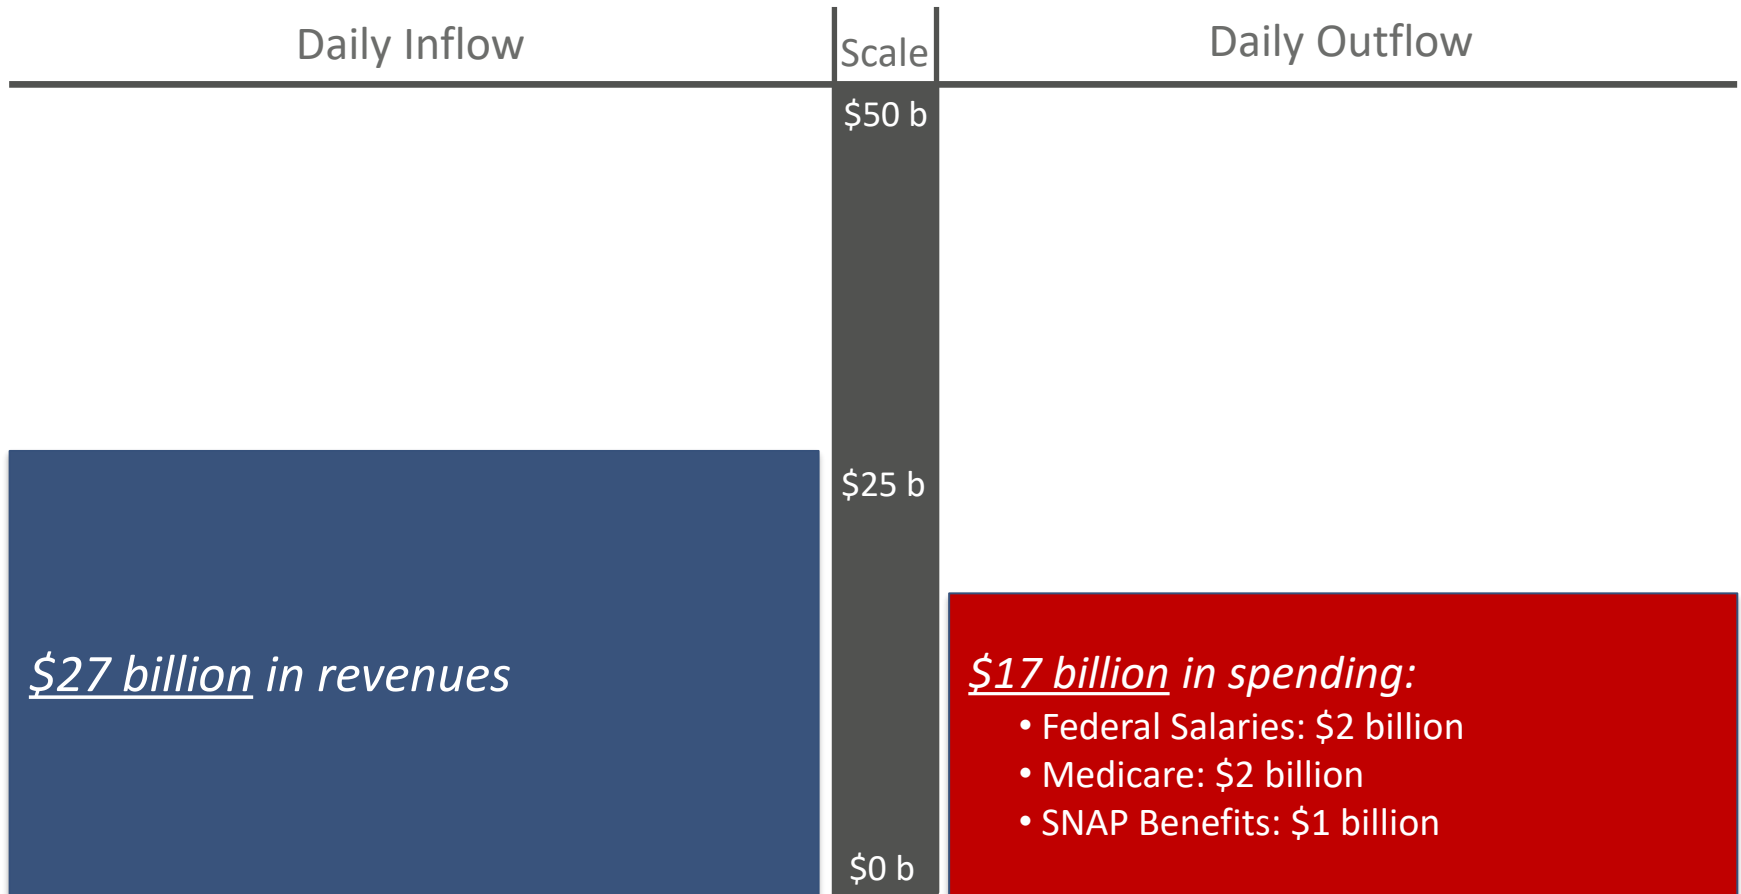 Daily Inflow
Scale
Daily Outflow
$50 b
$25 b
$0 b
$27 billion in revenues
$17 billion in spending:
• Federal Salaries: $2 billion
• Medicare: $2 billion
• SNAP Benefits: $1 billion